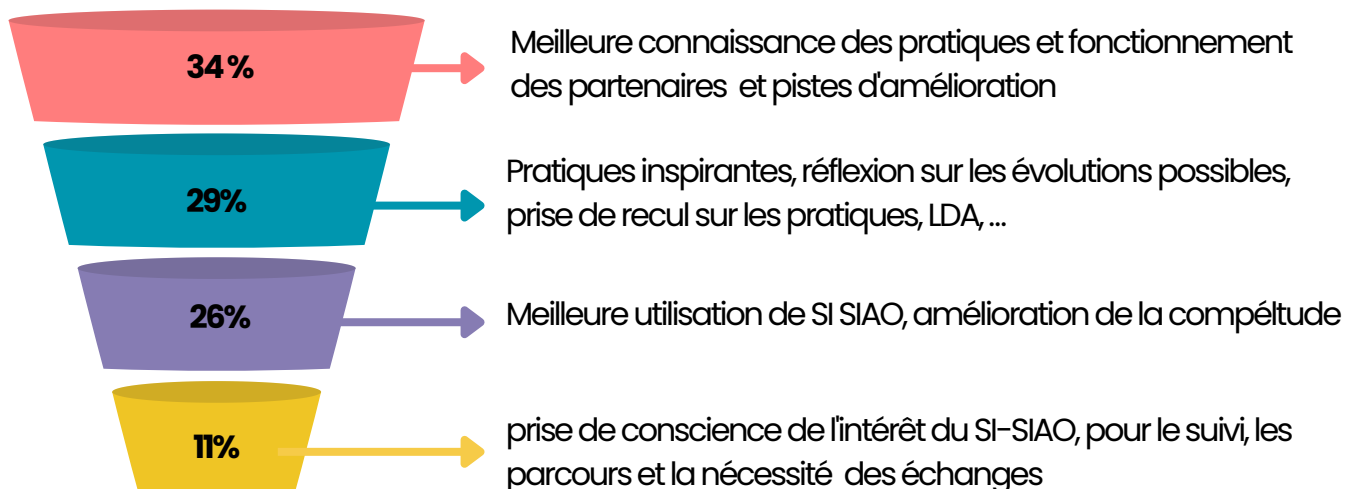 34%
Meilleure connaissance des pratiques et fonctionnement
des partenaires et pistes d'amélioration
29%
Pratiques inspirantes, réflexion sur les évolutions possibles,
prise de recul sur les pratiques, LDA, ...
26%
Meilleure utilisation de SI SIAO, amélioration de la compéltude
11%
prise de conscience de l'intérêt du SI-SIAO, pour le suivi, les
parcours et la nécessité des échanges